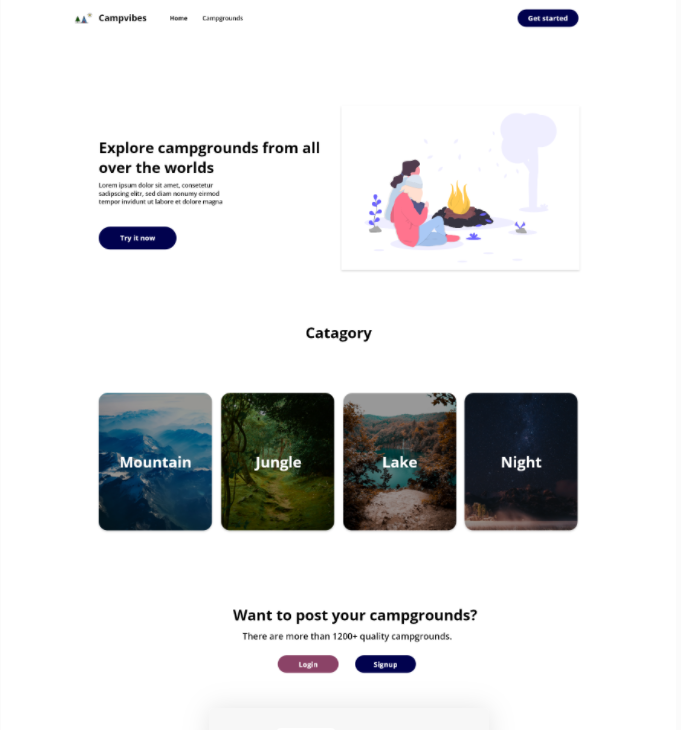 Campvibes
Home
Campgrounds
Get started
Explore campgrounds from all
over the worlds
Lorem ipsum dolor sit amet, consetetur
sadipscing elitr, sed diam nonumy eirmod
tempor invidunt ut labore et dolore magna
Try it now
Catagory
Mountain
Jungle
Lake
Night
Want to post your campgrounds?
There are more than 1200+ quality campgrounds.
Login
Signup